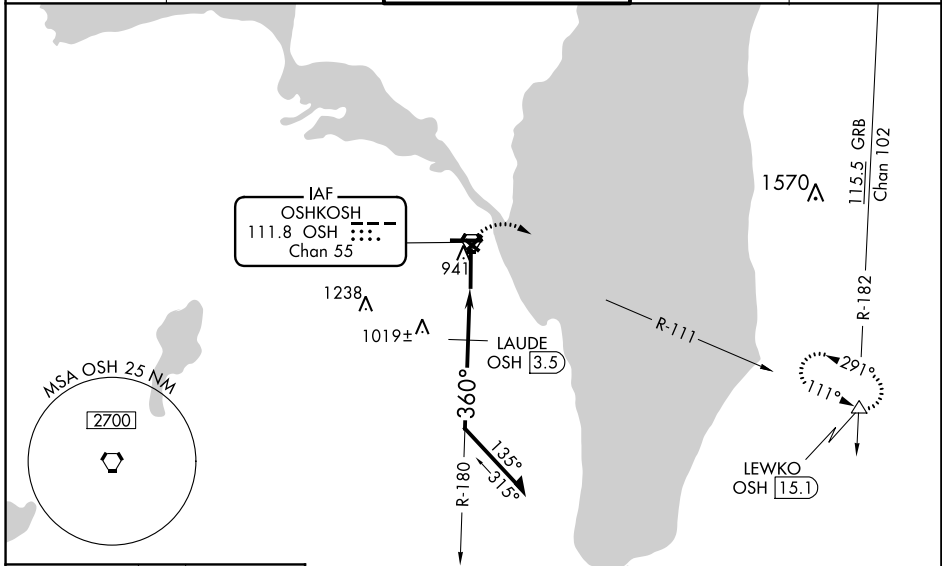 IAF
OSHKOSH
111.8 OSH
Chan 55
941
1238
1019±
LAUDE
OSH 3.5
360°
135°
315°
R-180
MSA OSH 25 NM
2700
1570
115.5 GRB
Chan 102
R-182
R-111
291°
111°
LEWKO
OSH 15.1